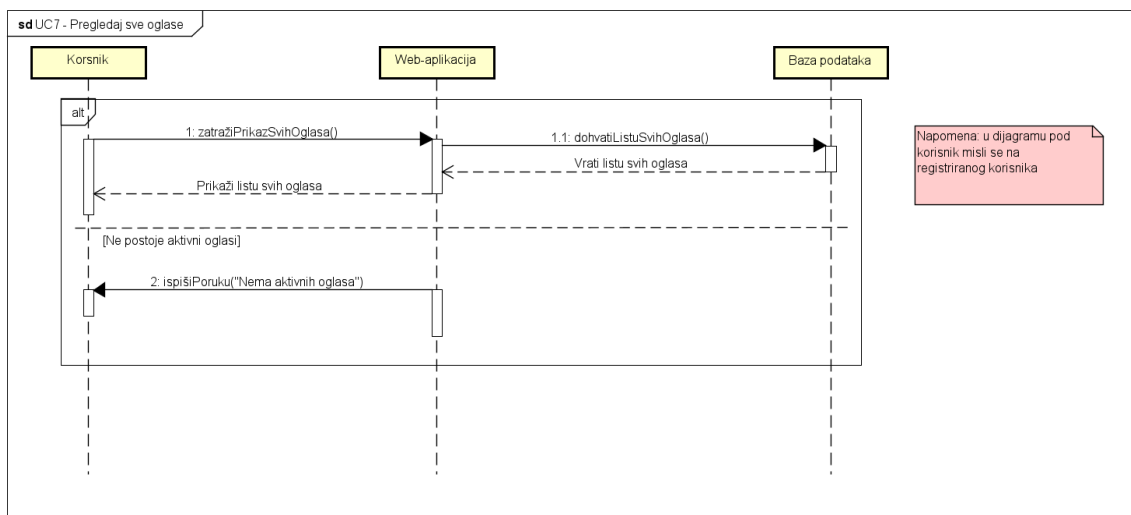 sd UC7 - Pregledaj sve oglase
Korsnik
Web-aplikacija
Baza podataka
alt
1: zatražiPrikazSvihOglasa()
1.1: dohvatiListuSvihOglasa()
Vrati listu svih oglasa
Prikaži listu svih oglasa
Napomena: u dijagramu pod
korisnik misli se na
registriranog korisnika
[Ne postoje aktivni oglasi]
2: ispišiPoruku("Nema aktivnih oglasa")